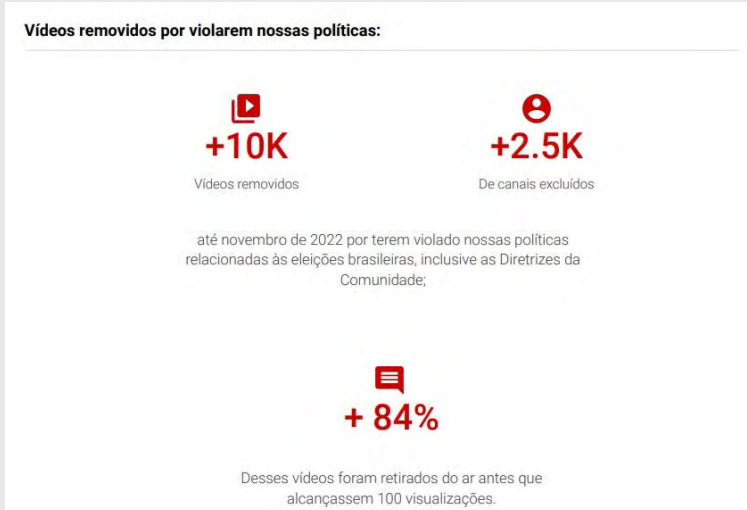 Vídeos removidos por violarem nossas políticas:
+10K
+2.5K
Vídeos removidos
De canais excluídos
até novembro de 2022 por terem violado nossas políticas
relacionadas às eleições brasileiras, inclusive as Diretrizes da
Comunidade;
+ 84%
Desses vídeos foram retirados do ar antes que
alcançassem 100 visualizações.